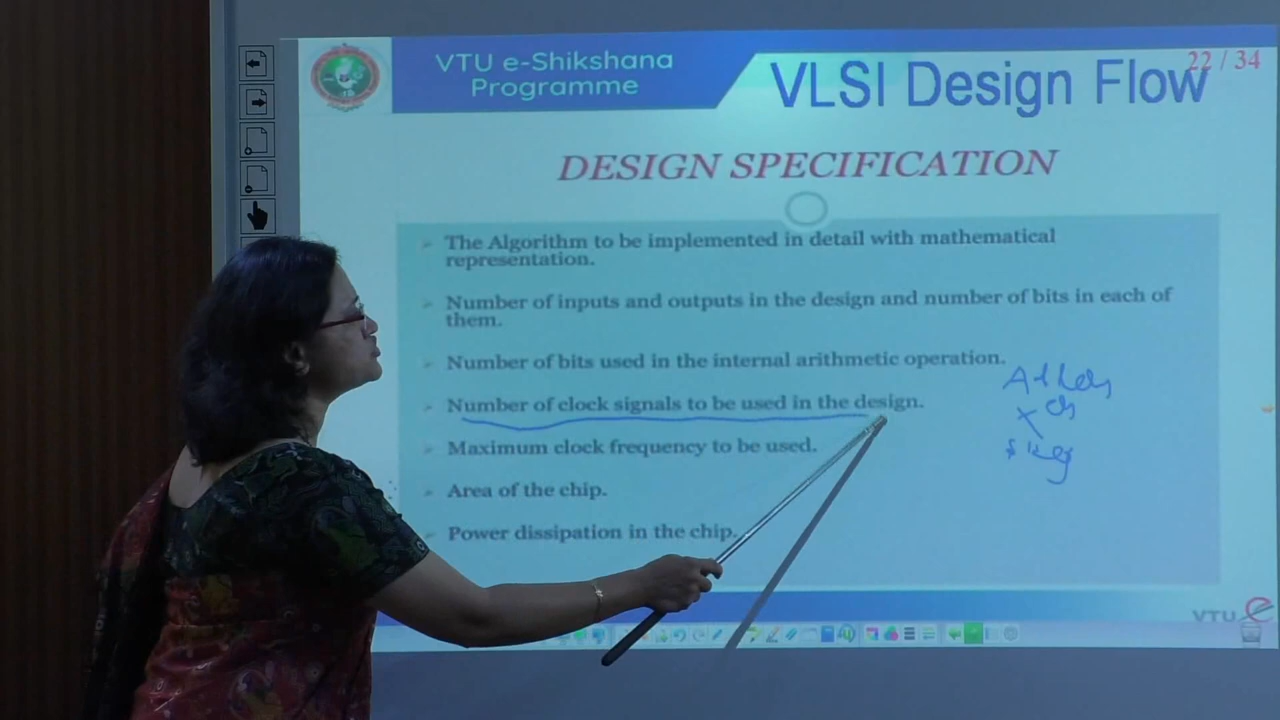 VTU e-Shikshana
Programme
VLSI Design Flow
22 / 34
DESIGN SPECIFICATION
The Algorithm to be implemented in detail with mathematical
representation.
Number of inputs and outputs in the design and number of bits in each of
them.
Number of bits used in the internal arithmetic operation.
Number of clock signals to be used in the design.
Maximum clock frequency to be used.
Area of the chip.
Power dissipation in the chip.
VTU